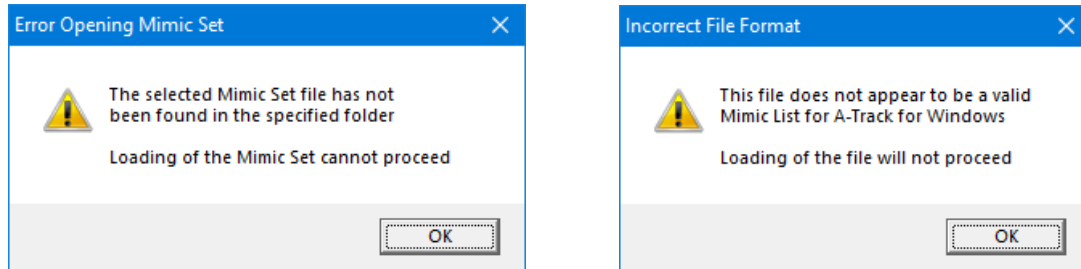 Error Opening Mimic Set
The selected Mimic Set file has not
been found in the specified folder
Loading of the Mimic Set cannot proceed
OK
Incorrect File Format
This file does not appear to be a valid
Mimic List for A-Track for Windows
Loading of the file will not proceed
OK